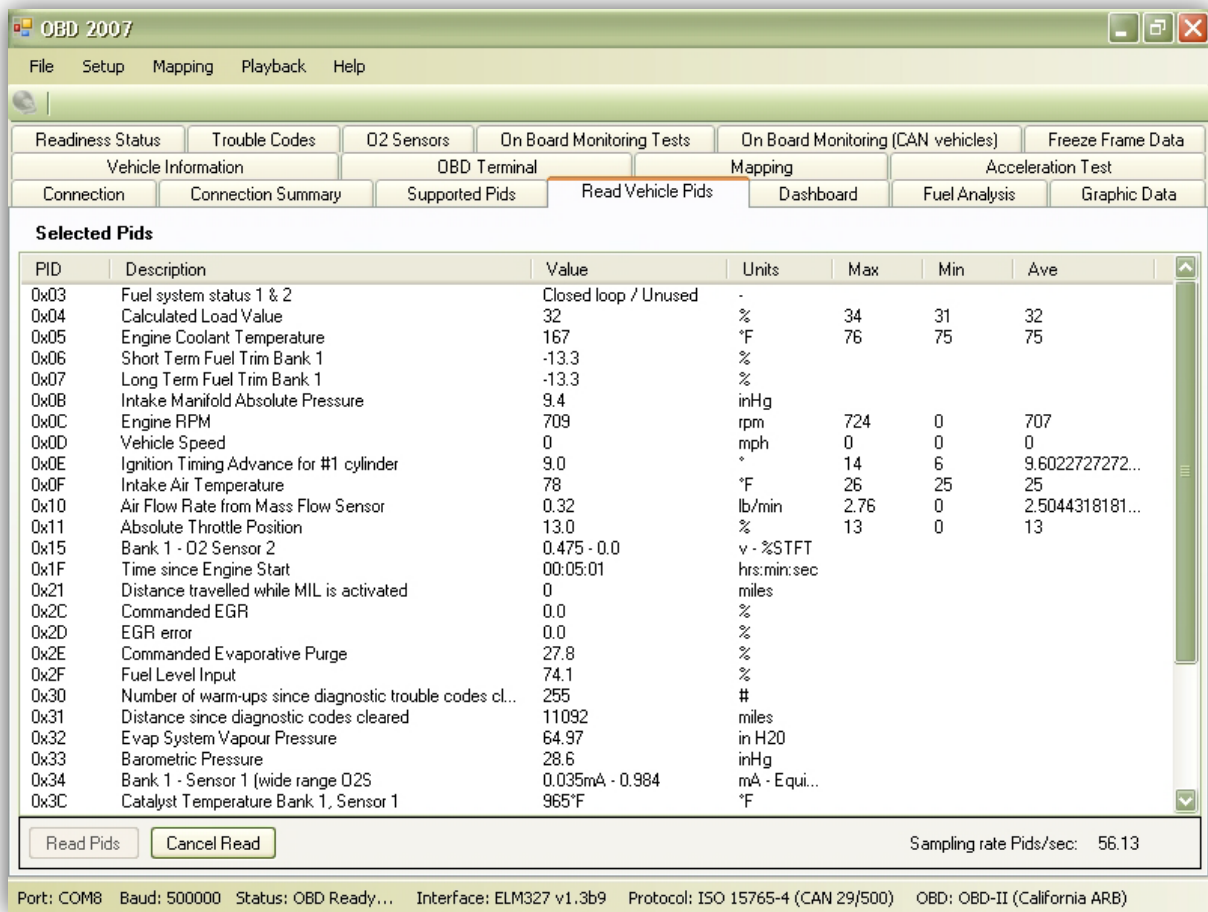 OBD 2007
File Setup Mapping Playback Help
Readiness Status Trouble Codes O2 Sensors On Board Monitoring Tests On Board Monitoring (CAN vehicles) Freeze Frame Data
Vehicle Information OBD Terminal Mapping Acceleration Test
Connection Connection Summary Supported Pids Read Vehicle Pids Dashboard Fuel Analysis Graphic Data
Selected Pids
PID Description Value Units Max Min Ave
0x03 Fuel system status 1 & 2 Closed loop / Unused -
0x04 Calculated Load Value 32 % 34 31 32
0x05 Engine Coolant Temperature 167 °F 76 75 75
0x06 Short Term Fuel Trim Bank 1 -13.3 %
0x07 Long Term Fuel Trim Bank 1 -13.3 %
0x0B Intake Manifold Absolute Pressure 9.4 inHg
0x0C Engine RPM 709 rpm 724 0 707
0x0D Vehicle Speed 0 mph 0 0 0
0x0E Ignition Timing Advance for #1 cylinder 9.0 ° 14 6 9.6022727272...
0x0F Intake Air Temperature 78 °F 26 25 25
0x10 Air Flow Rate from Mass Flow Sensor 0.32 lb/min 2.76 0 2.5044318181...
0x11 Absolute Throttle Position 13.0 % 13 0 13
0x15 Bank 1 - O2 Sensor 2 0.475 - 0.0 v - %STFT
0x1F Time since Engine Start 00:05:01 hrs:min:sec
0x21 Distance travelled while MIL is activated 0 miles
0x2C Commanded EGR 0.0 %
0x2D EGR error 0.0 %
0x2E Commanded Evaporative Purge 27.8 %
0x2F Fuel Level Input 74.1 %
0x30 Number of warm-ups since diagnostic trouble codes cl... 255 #
0x31 Distance since diagnostic codes cleared 11092 miles
0x32 Evap System Vapour Pressure 64.97 in H20
0x33 Barometric Pressure 28.6 inHg
0x34 Bank 1 - Sensor 1 (wide range O2S 0.035mA - 0.984 mA - Equi...
0x3C Catalyst Temperature Bank 1, Sensor 1 965°F °F
Read Pids Cancel Read Sampling rate Pids/sec: 56.13
Port: COM8 Baud: 500000 Status: OBD Ready... Interface: ELM327 v1.3b9 Protocol: ISO 15765-4 (CAN 29/500) OBD: OBD-II (California ARB)